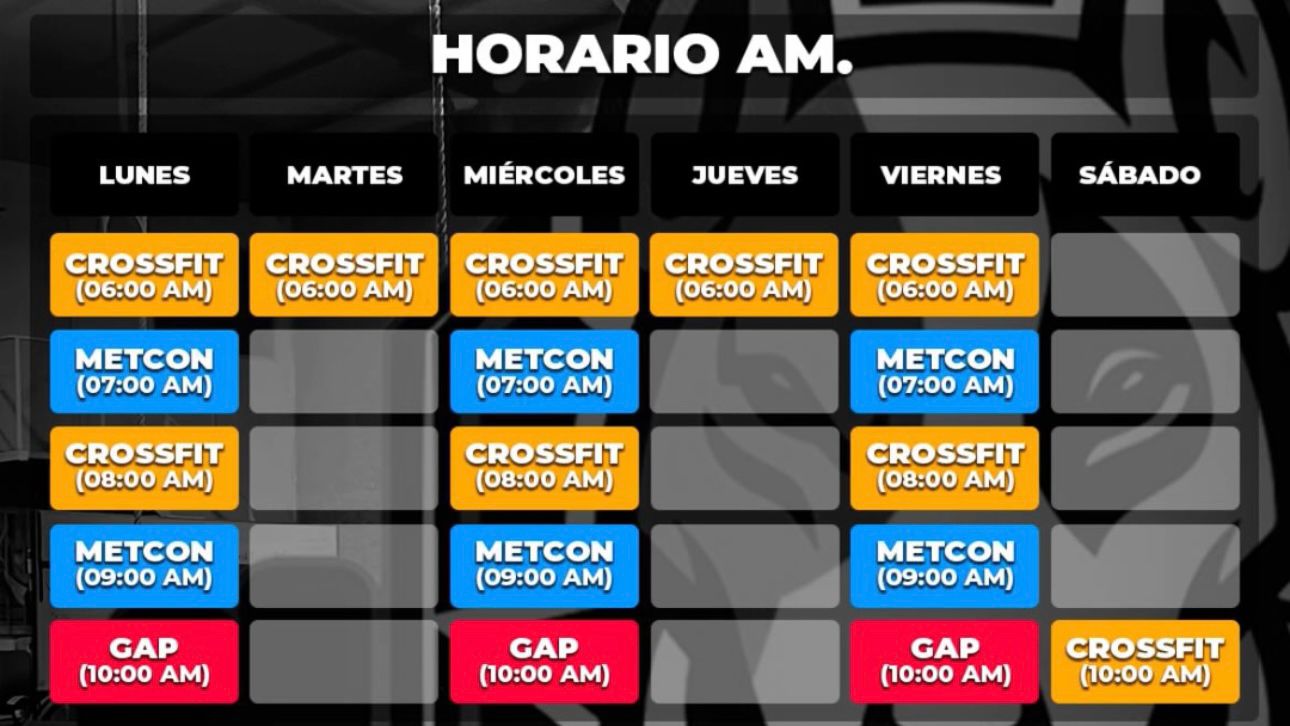 HORARIO AM.
LUNES MARTES MIÉRCOLES JUEVES VIERNES SÁBADO
CROSSFIT CROSSFIT CROSSFIT CROSSFIT CROSSFIT
(06:00 AM) (06:00 AM) (06:00 AM) (06:00 AM) (06:00 AM)
METCON METCON METCON
(07:00 AM) (07:00 AM) (07:00 AM)
CROSSFIT CROSSFIT CROSSFIT
(08:00 AM) (08:00 AM) (08:00 AM)
METCON METCON METCON
(09:00 AM) (09:00 AM) (09:00 AM)
GAP GAP GAP CROSSFIT
(10:00 AM) (10:00 AM) (10:00 AM) (10:00 AM)